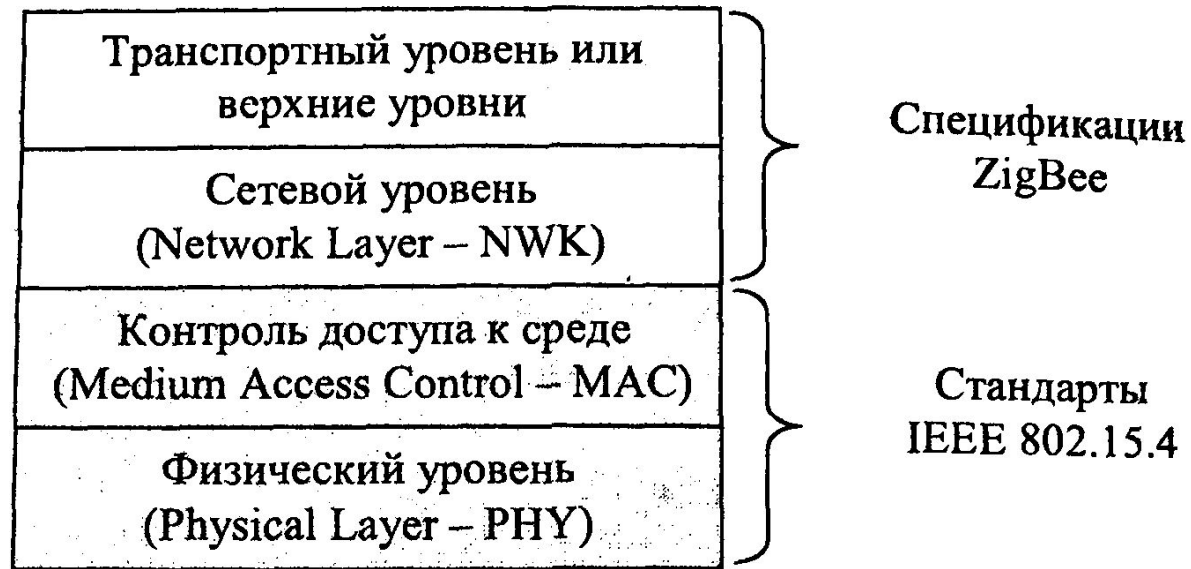 Транспортный уровень или
верхние уровни
Сетевой уровень
(Network Layer – NWK)
Спецификации
ZigBee
Контроль доступа к среде
(Medium Access Control – MAC)
Физический уровень
(Physical Layer – PHY)
Стандарты
IEEE 802.15.4